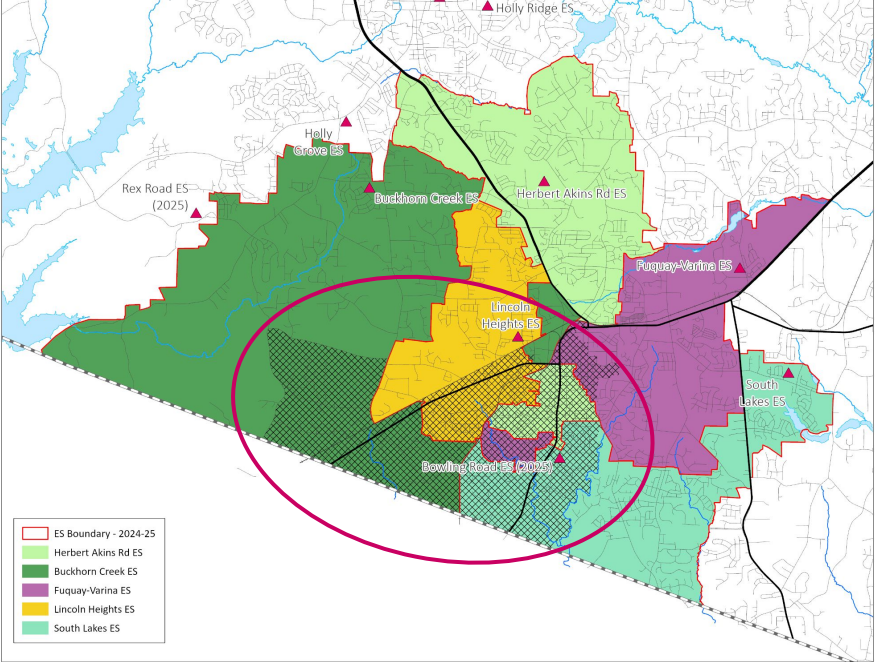 Holly Ridge ES
Holly
Grove ES
Rex Road ES
(2025)
Buckhorn Creek ES
Herbert Akins Rd ES
Fuquay-Varina ES
Lincoln
Heights ES
South
Lakes ES
Bowling Road ES (2025)
ES Boundary - 2024-25
Herbert Akins Rd ES
Buckhorn Creek ES
Fuquay-Varina ES
Lincoln Heights ES
South Lakes ES